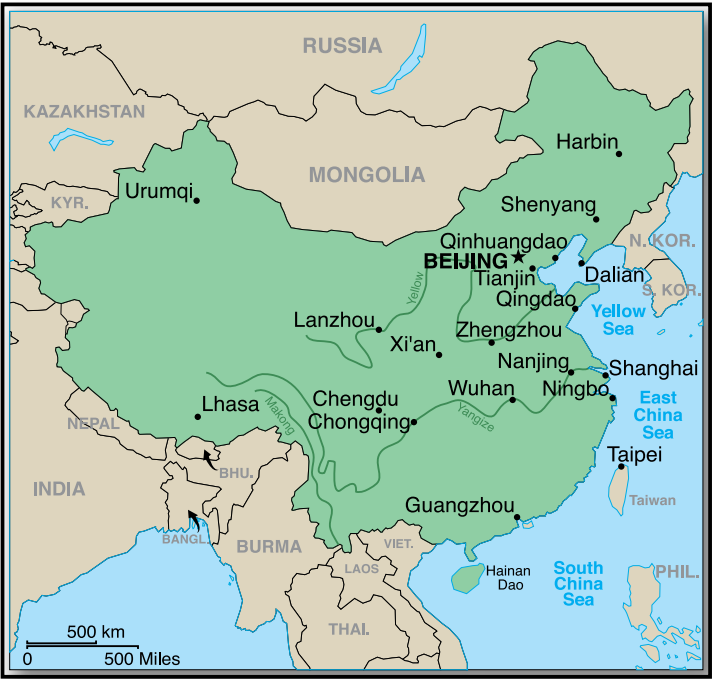 RUSSIA
KAZAKHSTAN
Harbin
MONGOLIA
Urumqi
KYR.
Shenyang
Qinhuangdao
N. KOR.
BEIJING
Tianjin
Dalian
Yellow
S. KOR.
Qingdao
Lanzhou
Yellow
Sea
Zhengzhou
Xi'an
Nanjing
Shanghai
Wuhan
Ningbo
Chengdu
Lhasa
Makong
Chongqing
Yangize
East
China
Sea
NEPAL
Taipei
BHU.
INDIA
Taiwan
Guangzhou
BANGL.
BURMA
VIET.
LAOS
Hainan
Dao
South
China
Sea
PHIL.
THAI.
500 km
0
500 Miles